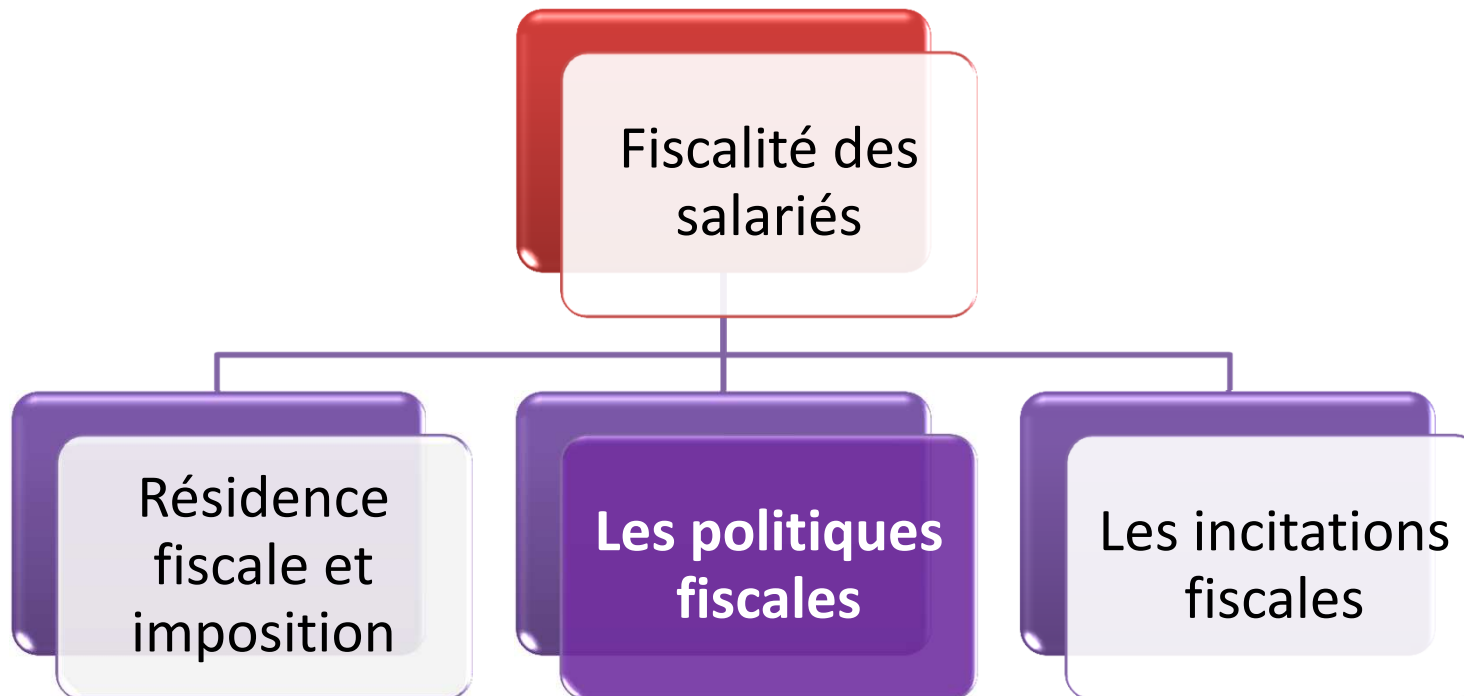 Fiscalité des
salariés
Résidence
fiscale et
imposition
Les politiques
fiscales
Les incitations
fiscales